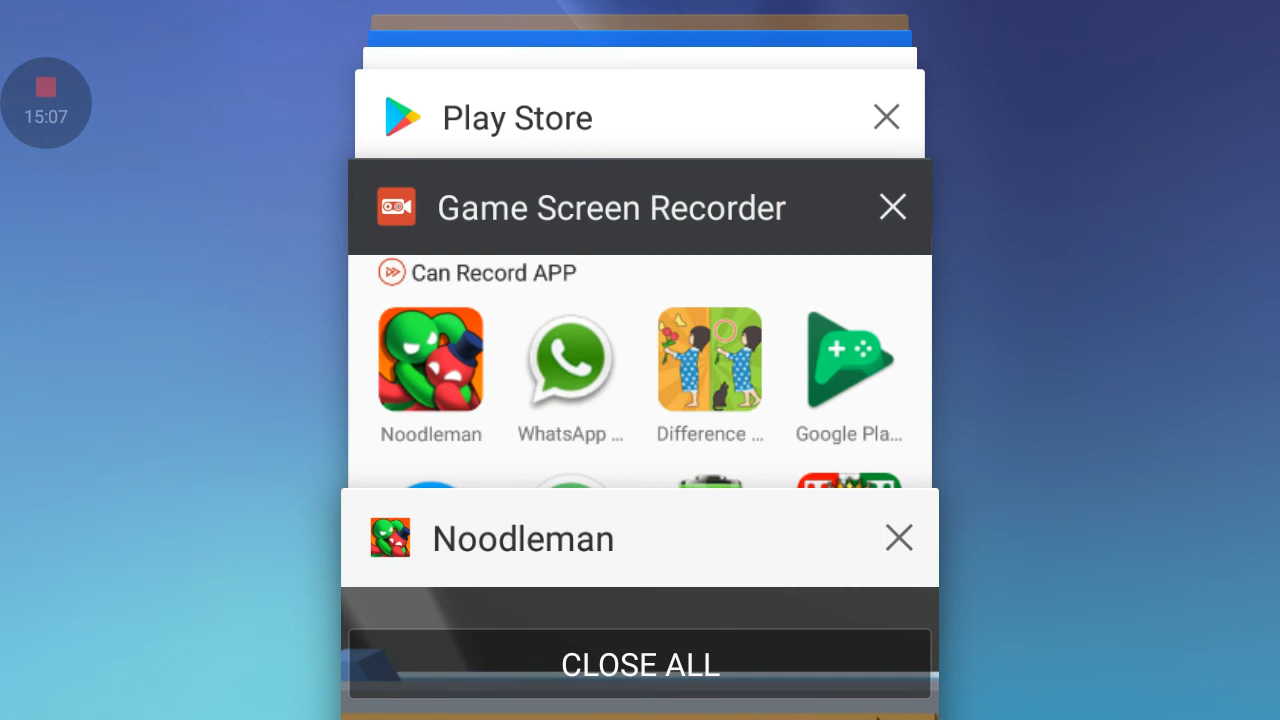 15:07
Play Store
Game Screen Recorder
Can Record APP
Noodleman
WhatsApp ...
Difference ...
Google Pla...
Noodleman
CLOSE ALL